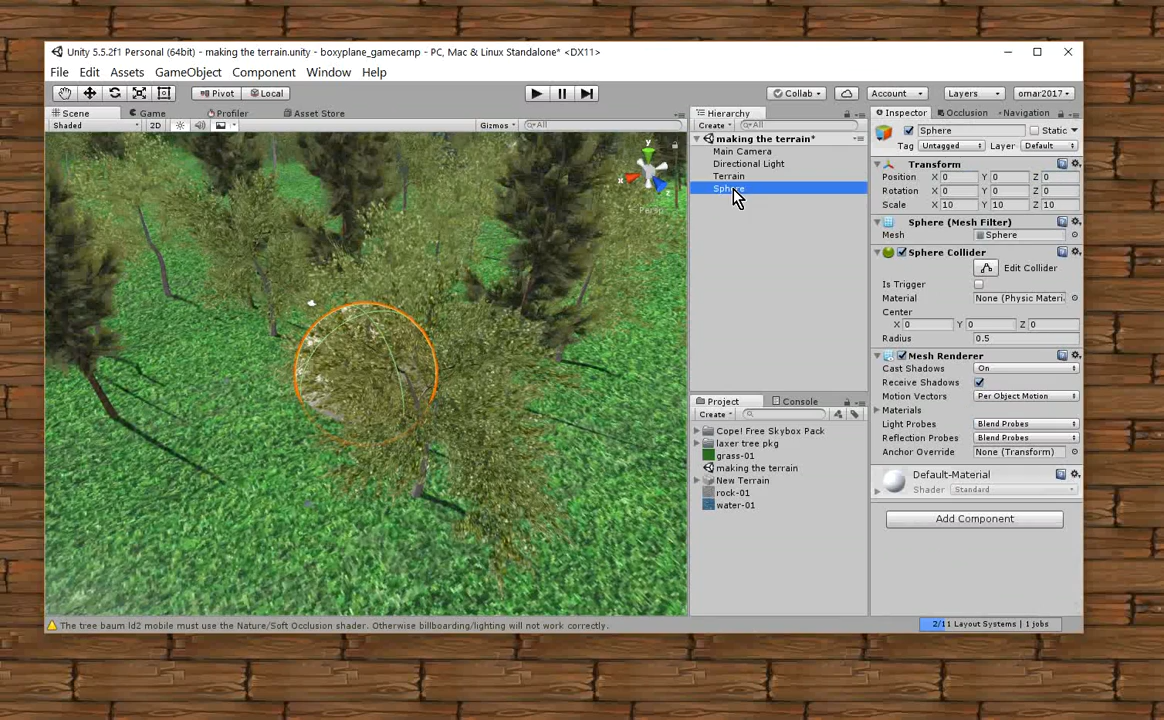 Unity 5.5.2f1 Personal (64bit) - making the terrain.unity - boxyplane_gamecamp - PC, Mac & Linux Standalone* <DX11>
File Edit Assets GameObject Component Window Help
Pivot Local Collab Account Layers omar2017
Scene Game Profiler Asset Store
Shaded 2D Gizmos All
y
x
Persp
Hierarchy
Create All
making the terrain*
Main Camera
Directional Light
Terrain
Sphere
Project Console
Create
Cope! Free Skybox Pack
laxer tree pkg
grass-01
making the terrain
New Terrain
rock-01
water-01
Inspector Occlusion Navigation
Sphere Static
Tag Untagged Layer Default
Transform
Position X 0 Y 0 Z 0
Rotation X 0 Y 0 Z 0
Scale X 10 Y 10 Z 10
Sphere (Mesh Filter)
Mesh Sphere
Sphere Collider
Edit Collider
Is Trigger
Material None (Physic Materi
Center
X 0 Y 0 Z 0
Radius 0.5
Mesh Renderer
Cast Shadows On
Receive Shadows
Motion Vectors Per Object Motion
Materials
Light Probes Blend Probes
Reflection Probes Blend Probes
Anchor Override None (Transform)
Default-Material
Shader Standard
Add Component
The tree baum ld2 mobile must use the Nature/Soft Occlusion shader. Otherwise billboarding/lighting will not work correctly.
2/11 Layout Systems | 1 jobs